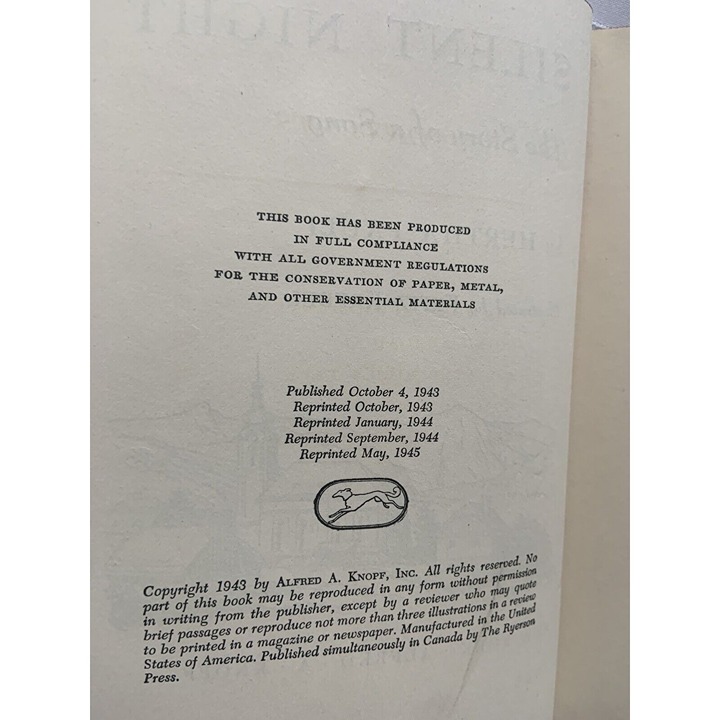 THIS BOOK HAS BEEN PRODUCED
IN FULL COMPLIANCE
WITH ALL GOVERNMENT REGULATIONS
FOR THE CONSERVATION OF PAPER, METAL,
AND OTHER ESSENTIAL MATERIALS
Published October 4, 1943
Reprinted October, 1943
Reprinted January, 1944
Reprinted September, 1944
Reprinted May, 1945
Copyright 1943 by ALFRED A. KNOPF, INC. All rights reserved. No
part of this book may be reproduced in any form without permission
in writing from the publisher, except by a reviewer who may quote
brief passages or reproduce not more than three illustrations in a review
to be printed in a magazine or newspaper. Manufactured in the United
States of America. Published simultaneously in Canada by The Ryerson
Press.